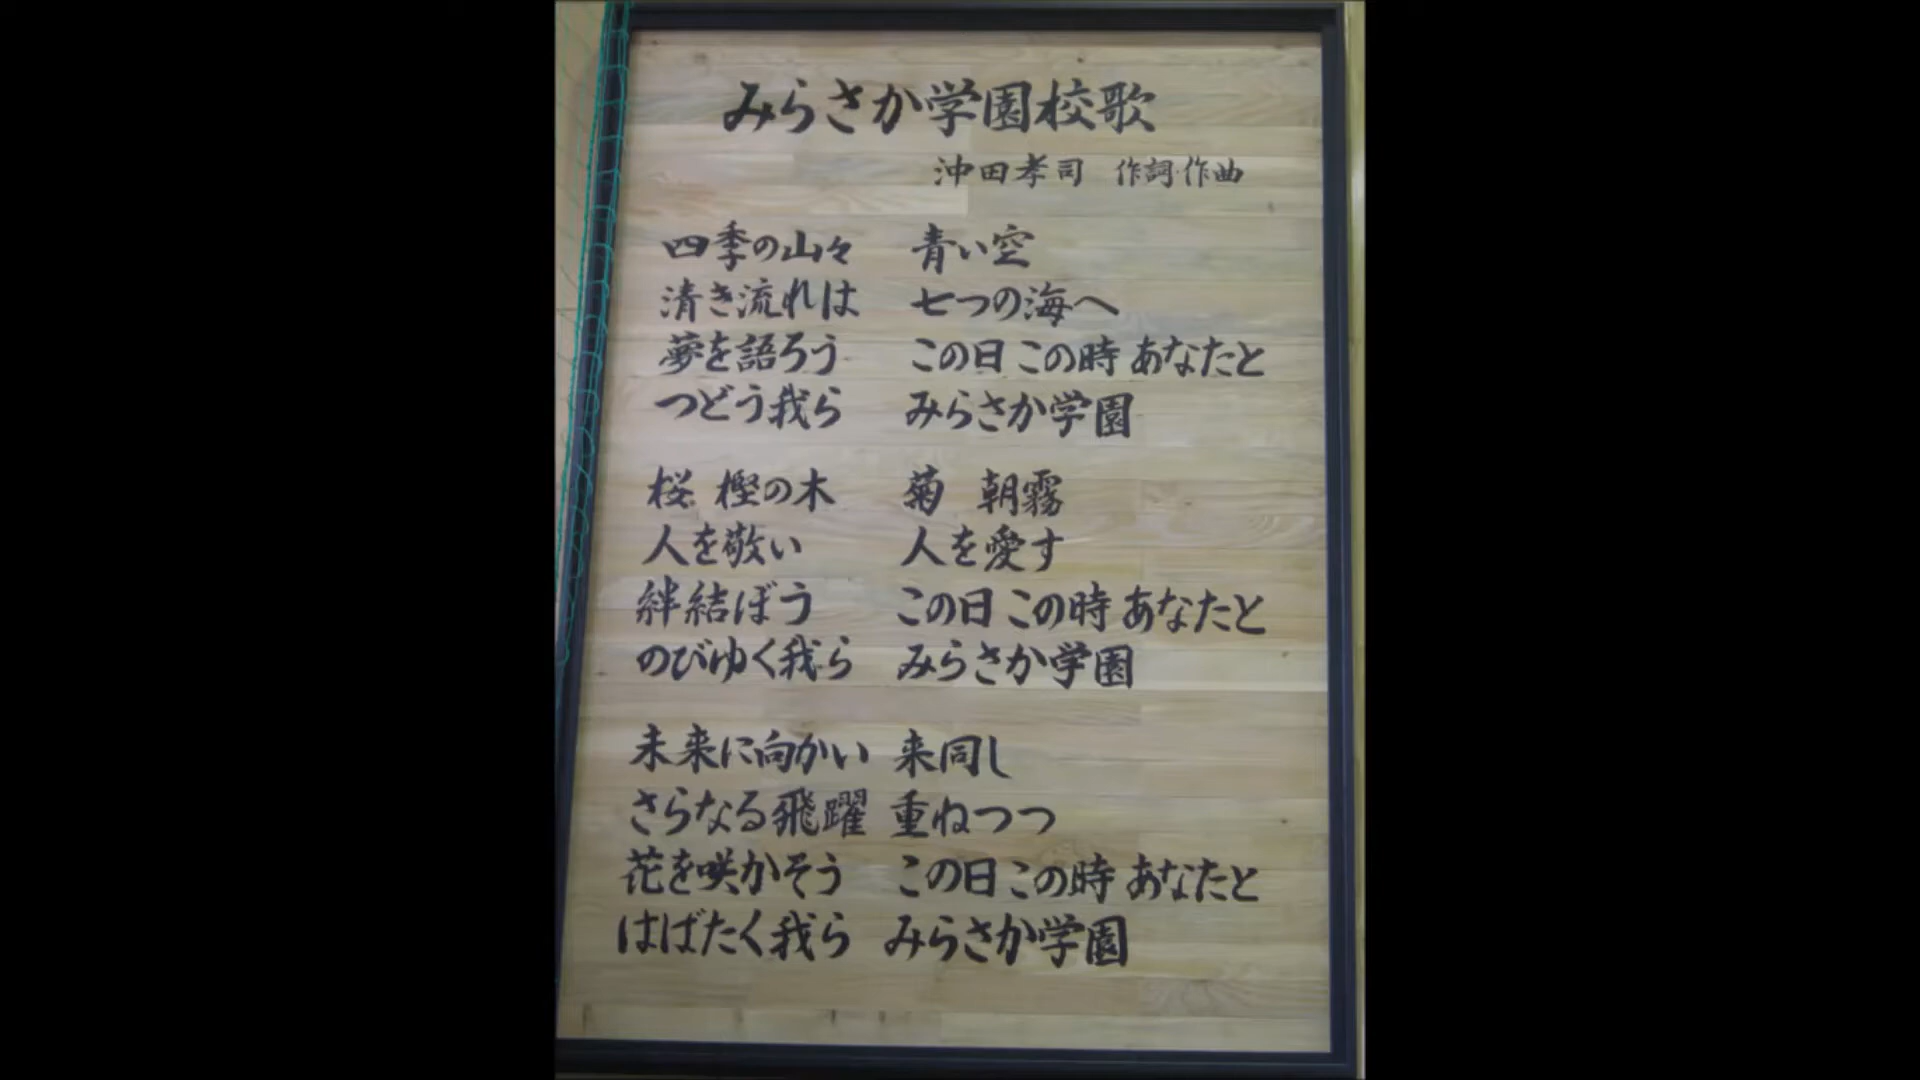 みらさか学園校歌
沖田孝司 作詞・作曲
四季の山々 青い空
清き流れは 七つの海へ
夢を語ろう この日 この時 あなたと
つどう我ら みらさか学園
桜 樫の木 菊 朝霧
人を敬い 人を愛す
絆結ぼう この日 この時 あなたと
のびゆく我ら みらさか学園
未来に向かい 来同し
さらなる飛躍 重ねつつ
花を咲かそう この日 この時 あなたと
はばたく我ら みらさか学園